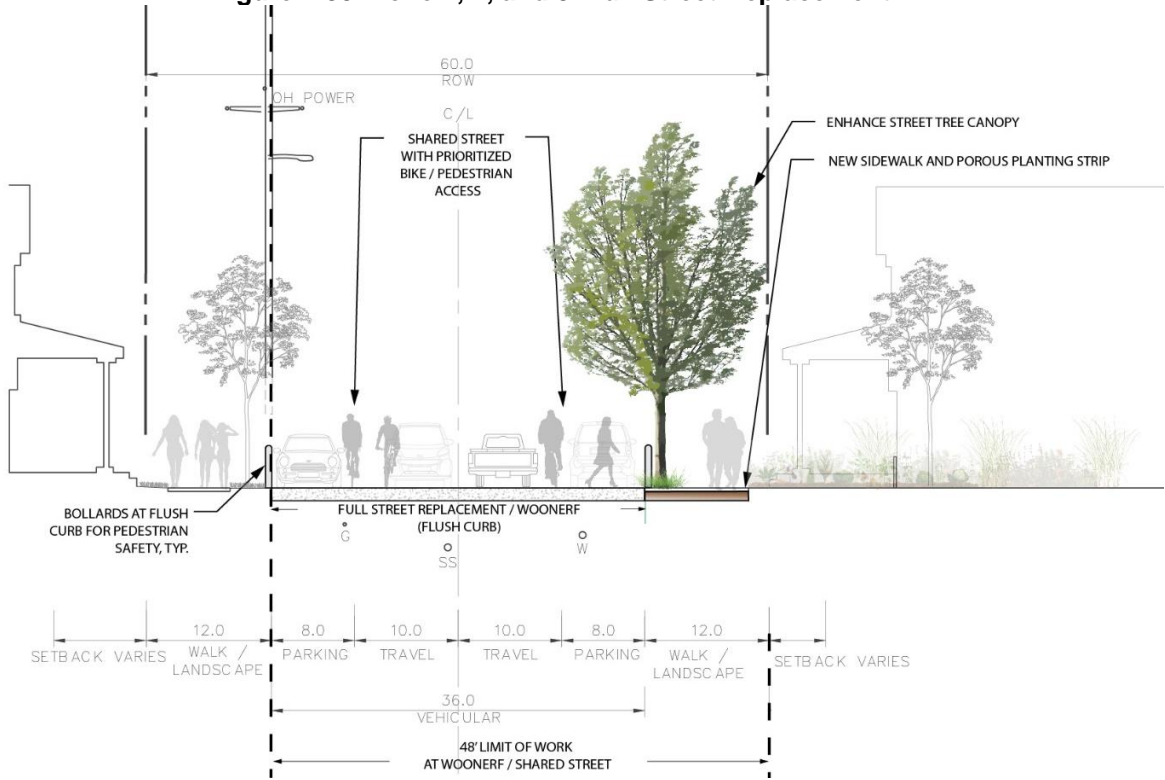 60.0
ROW
OH POWER
C/L
SHARED STREET
WITH PRIORITIZED
BIKE / PEDESTRIAN
ACCESS
ENHANCE STREET TREE CANOPY
NEW SIDEWALK AND POROUS PLANTING STRIP
BOLLARDS AT FLUSH
CURB FOR PEDESTRIAN
SAFETY, TYP.
FULL STREET REPLACEMENT / WOONERF
(FLUSH CURB)
G
SS
W
SETBACK VARIES
12.0
WALK /
LANDSCAPE
8.0
PARKING
10.0
TRAVEL
10.0
TRAVEL
8.0
PARKING
12.0
WALK /
LANDSCAPE
SETBACK VARIES
36.0
VEHICULAR
48' LIMIT OF WORK
AT WOONERF / SHARED STREET